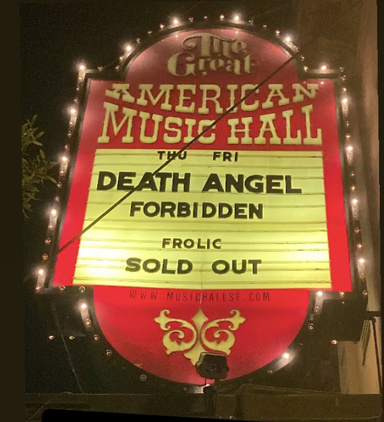 The
Great
AMERICAN
MUSIC HALL
THU FRI
DEATH ANGEL
FORBIDDEN
FROLIC
SOLD OUT
WWW MUSICHALLSF.COM